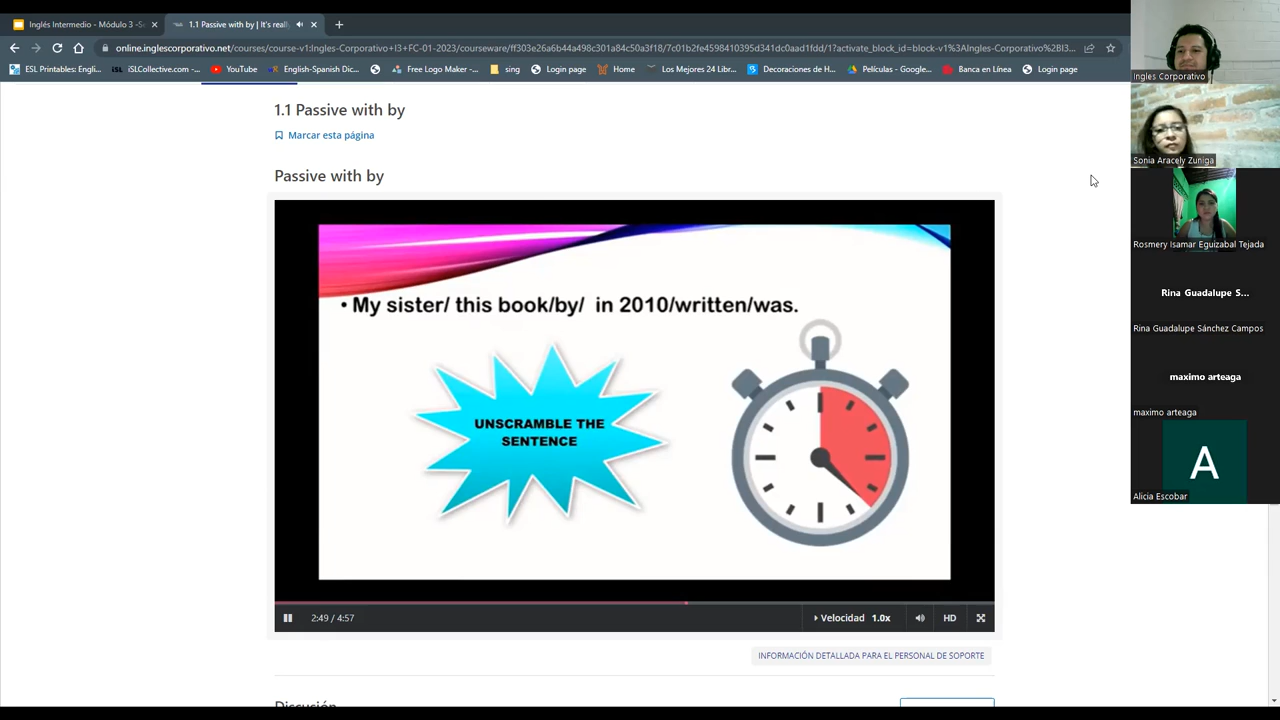 Inglés Intermedio - Módulo 3 -S
1.1 Passive with by | It's reall
online.inglescorporativo.net/courses/course-v1:Ingles-Corporativo+I3+FC-01-2023/courseware/ff303e26a6b44a498c301a84c50a3f18/7c01b2fe4598410395d341dc0aad1fdd/1?activate_block_id=block-v1%3AIngles-Corporativo%2BI3...
ESL Printables: Engli...
iSLCollective.com -...
YouTube
English-Spanish Dic...
Free Logo Maker -...
sing
Login page
Home
Los Mejores 24 Libr...
Decoraciones de H...
Películas - Google...
Banca en Línea
Login page
1.1 Passive with by
Marcar esta página
Passive with by
• My sister/ this book/by/ in 2010/written/was.
UNSCRAMBLE THE
SENTENCE
2:49 / 4:57
Velocidad 1.0x
HD
INFORMACIÓN DETALLADA PARA EL PERSONAL DE SOPORTE
Discusión
Ingles Corporativo
Sonia Aracely Zuniga
Rosmery Isamar Eguizabal Tejada
Rina Guadalupe S...
Rina Guadalupe Sánchez Campos
maximo arteaga
maximo arteaga
A
Alicia Escobar